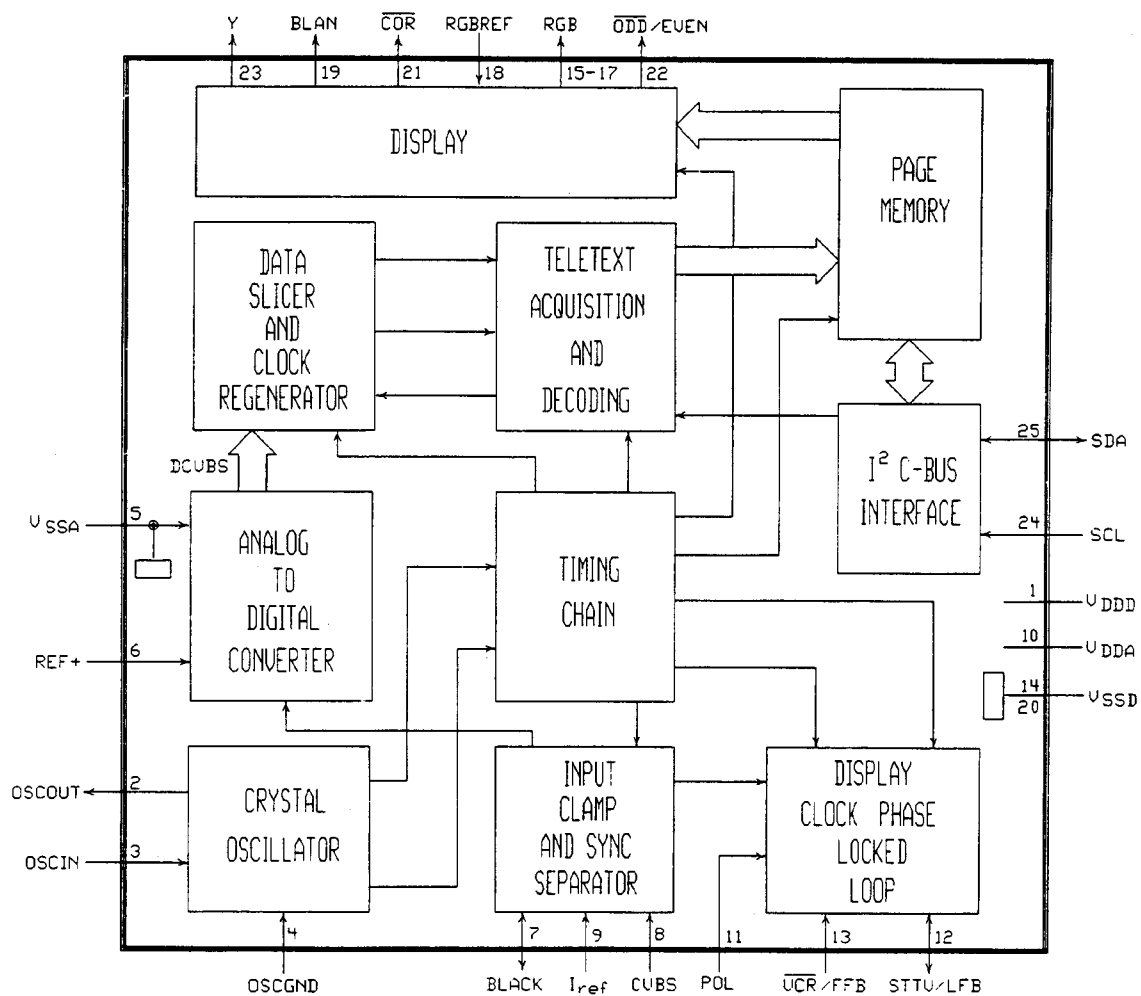 Y BLAN C̅O̅R̅ RGBREF RGB O̅D̅D̅/EVEN
23 19 21 18 15-17 22
DISPLAY
PAGE
MEMORY
DATA
SLICER
AND
CLOCK
REGENERATOR
TELETEXT
ACQUISITION
AND
DECODING
DCVBS
I² C-BUS
INTERFACE
25 SDA
24 SCL
VSSA 5
REF+ 6
ANALOG
TO
DIGITAL
CONVERTER
TIMING
CHAIN
1 VDDD
10 VDDA
14
20 VSSD
OSCOUT 2
OSCIN 3
CRYSTAL
OSCILLATOR
INPUT
CLAMP
AND SYNC
SEPARATOR
DISPLAY
CLOCK PHASE
LOCKED
LOOP
4 7 9 8 11 13 12
OSCGND BLACK Iref CVBS POL V̅C̅R̅/FFB STTV/LFB